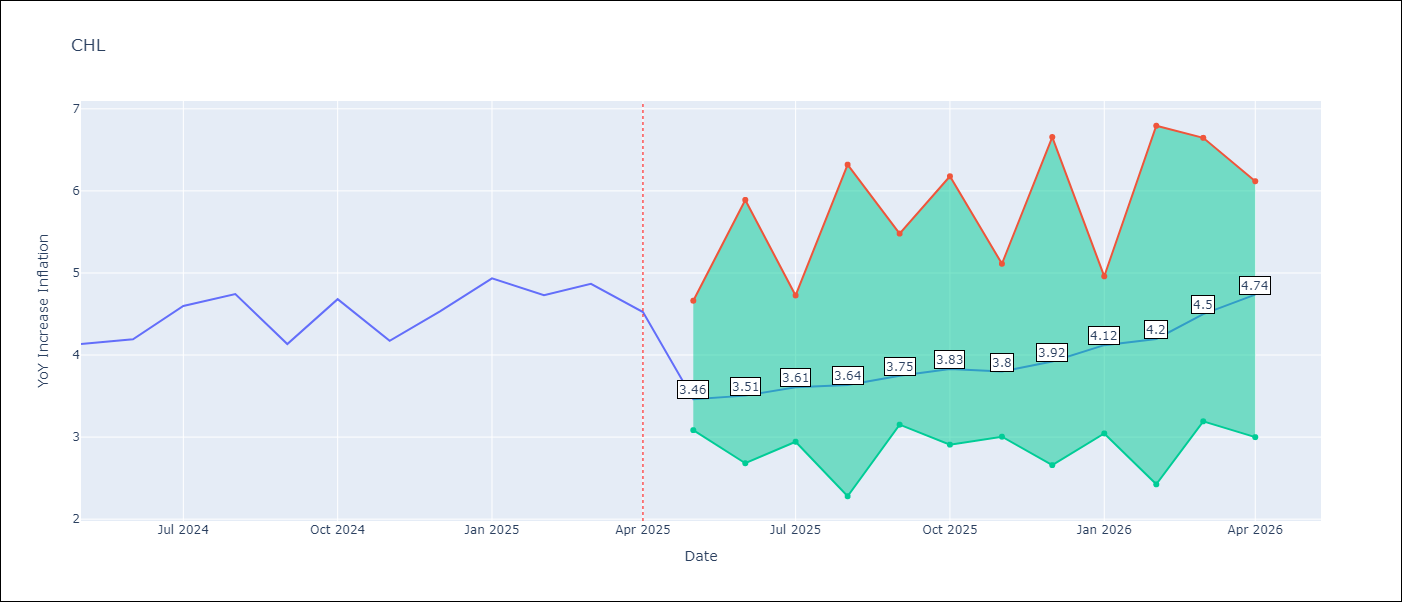 CHL
YoY Increase Inflation
7
6
5
4
3
2
3.46
3.51
3.61
3.64
3.75
3.83
3.8
3.92
4.12
4.2
4.5
4.74
Jul 2024
Oct 2024
Jan 2025
Apr 2025
Jul 2025
Oct 2025
Jan 2026
Apr 2026
Date